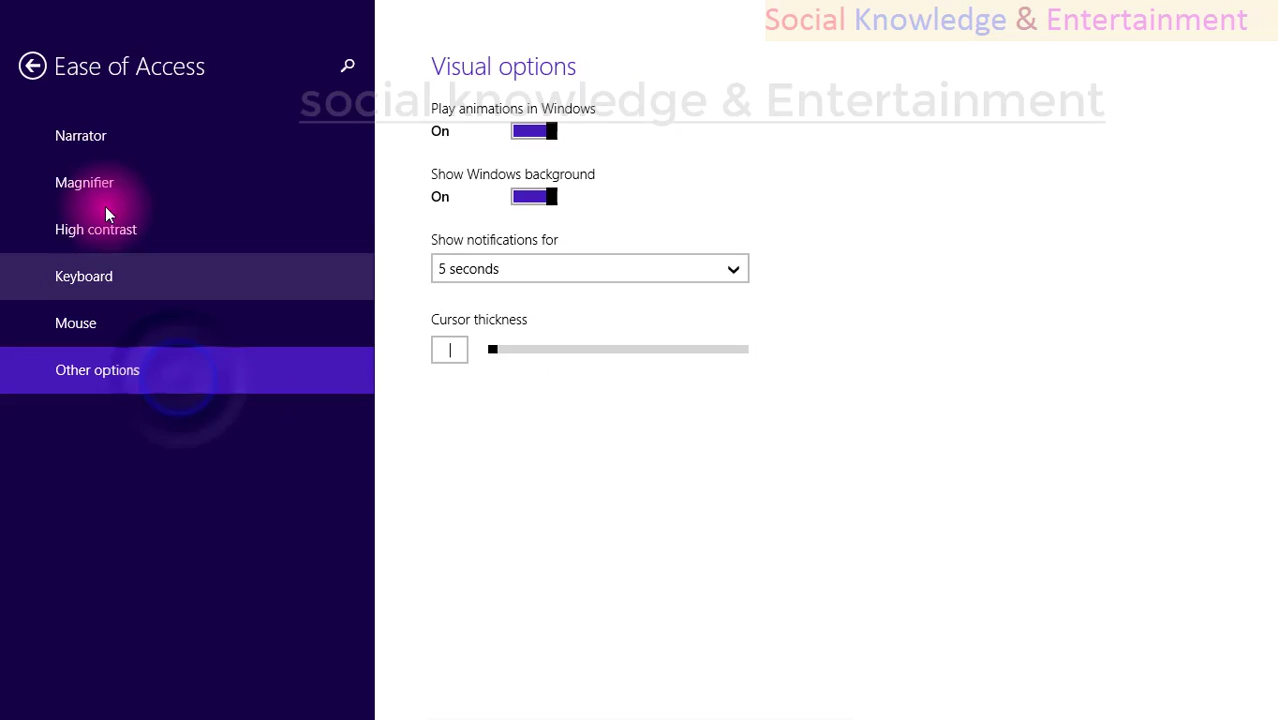 Social Knowledge & Entertainment
Ease of Access
Narrator
Magnifier
High contrast
Keyboard
Mouse
Other options
Visual options
social knowledge & Entertainment
Play animations in Windows
On
Show Windows background
On
Show notifications for
5 seconds
Cursor thickness